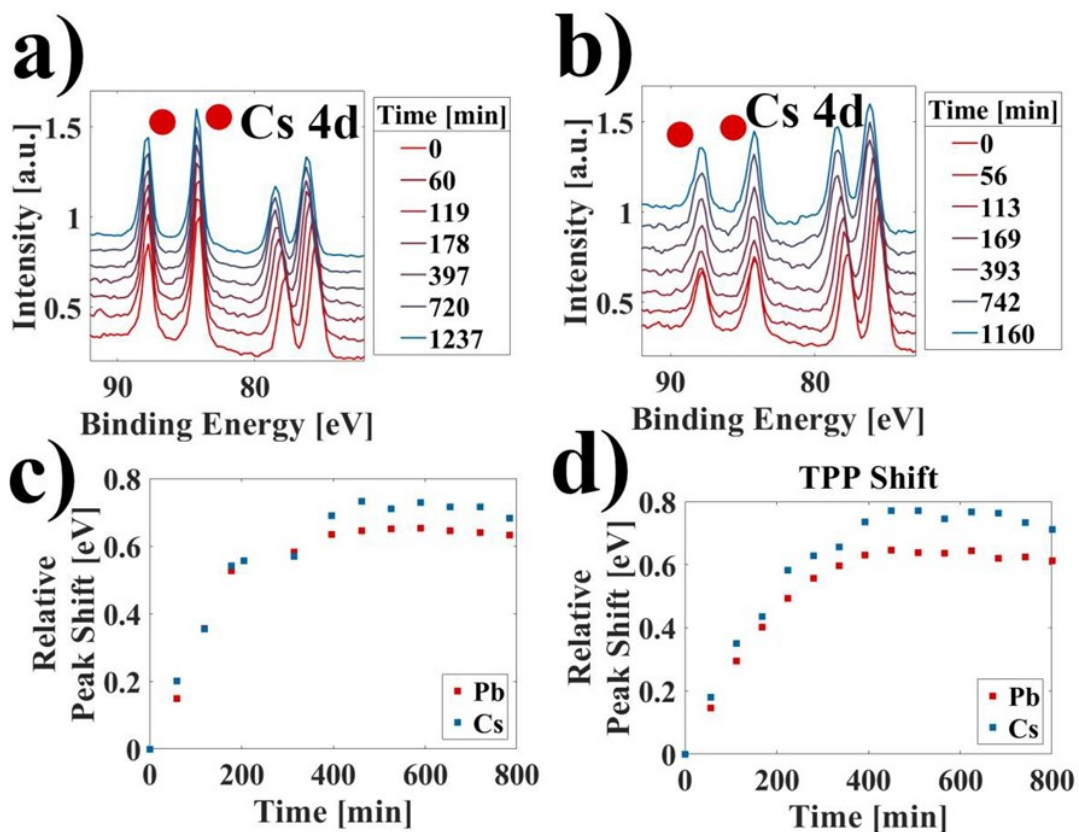 a)
Cs 4d
Intensity [a.u.]
1.5
1
0.5
90
80
Binding Energy [eV]
Time [min]
0
60
119
178
397
720
1237
b)
Cs 4d
Intensity [a.u.]
1.5
1
0.5
90
80
Binding Energy [eV]
Time [min]
0
56
113
169
393
742
1160
c)
Relative
Peak Shift [eV]
0.8
0.6
0.4
0.2
0
0
200
400
600
800
Time [min]
Pb
Cs
d)
TPP Shift
Relative
Peak Shift [eV]
0.8
0.6
0.4
0.2
0
0
200
400
600
800
Time [min]
Pb
Cs